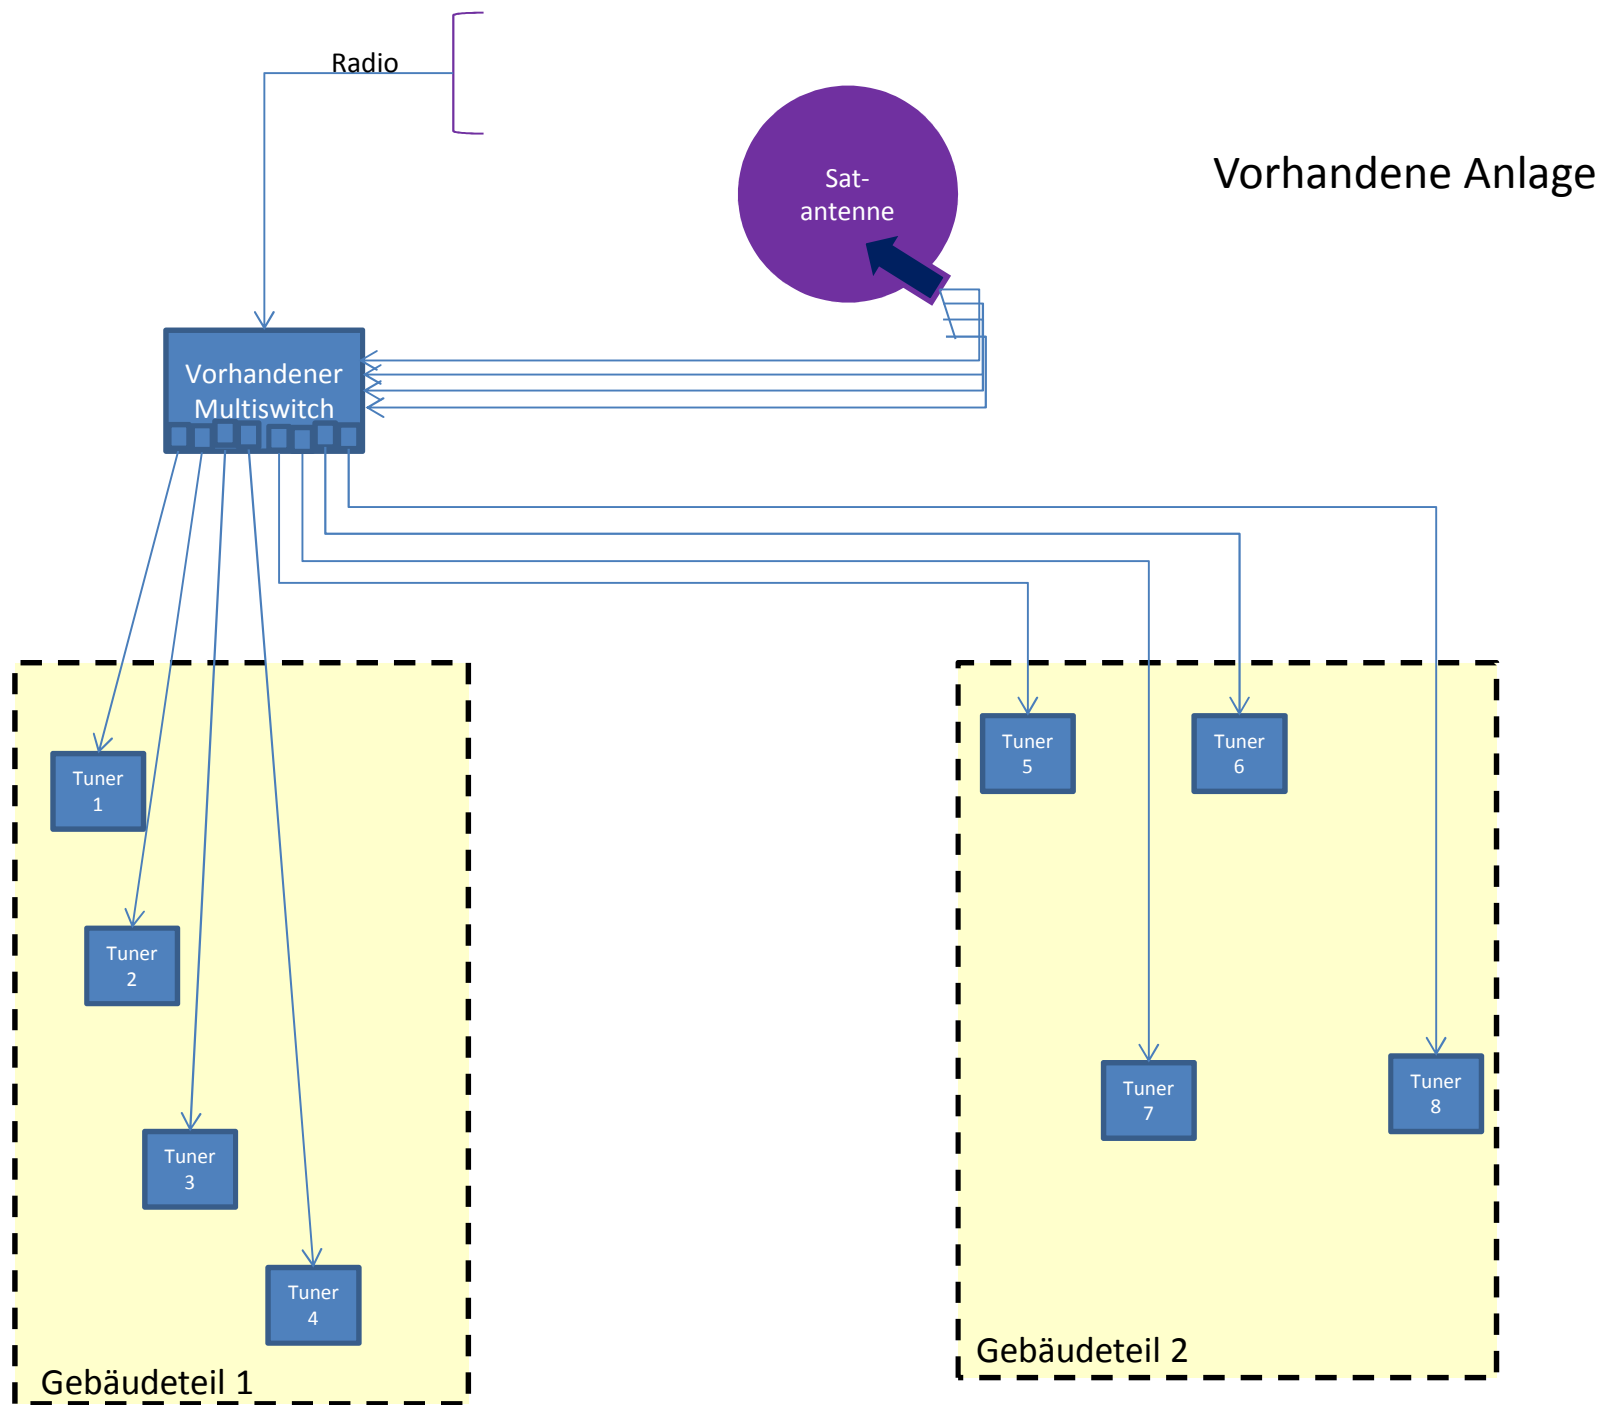 Radio
Sat-
antenne
Vorhandene Anlage
Vorhandener
Multiswitch
Tuner
1
Tuner
2
Tuner
3
Tuner
4
Gebäudeteil 1
Tuner
5
Tuner
6
Tuner
7
Tuner
8
Gebäudeteil 2